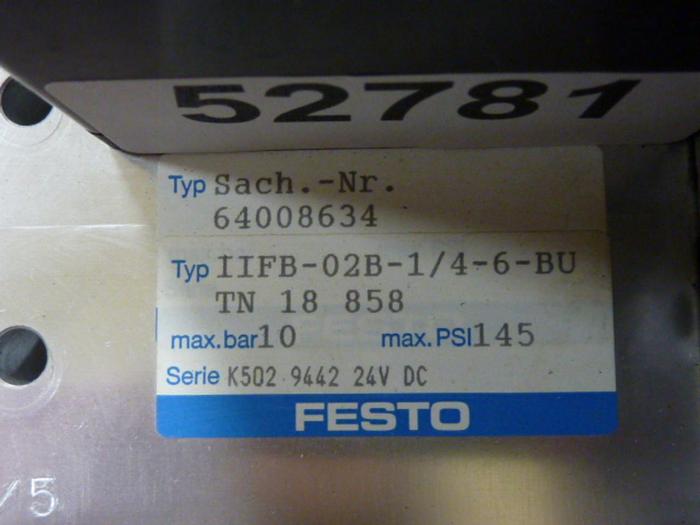 52781
Typ Sach.-Nr.
64008634
Typ IIFB-02B-1/4-6-BU
TN 18 858
max.bar10 max.PSI145
Serie K502 9442 24V DC
FESTO
/5